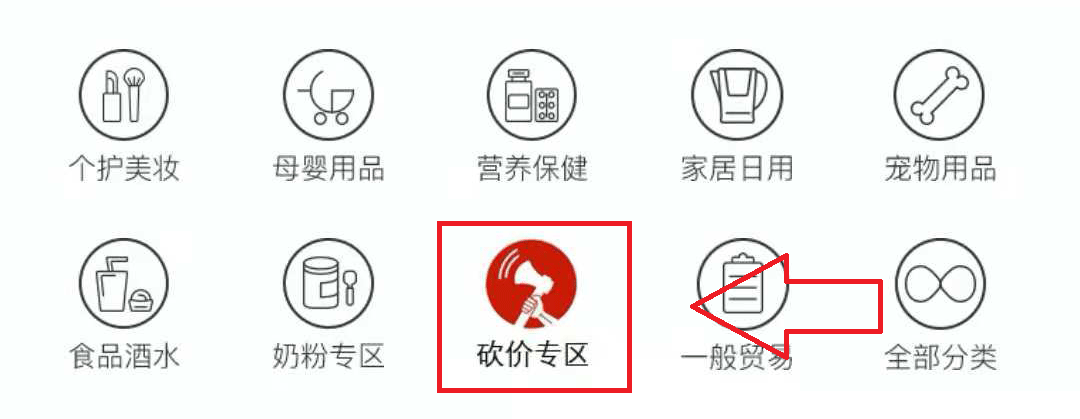 个护美妆 母婴用品 营养保健 家居日用 宠物用品
食品酒水 奶粉专区 砍价专区 一般贸易 全部分类